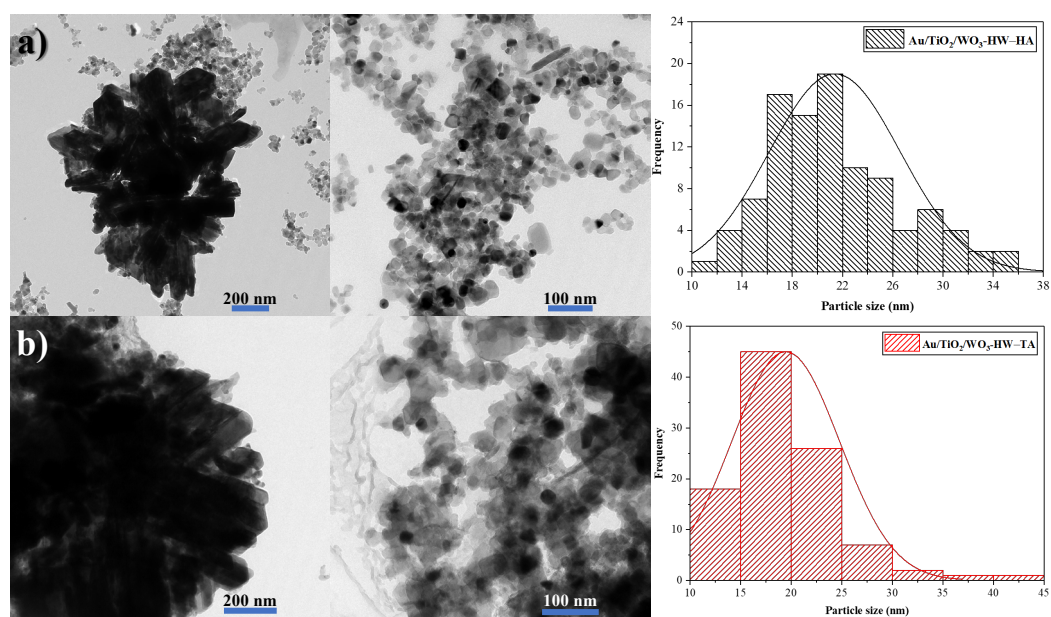 a)
200 nm
100 nm
Au/TiO₂/WO₃-HW–HA
Frequency
24
20
16
12
8
4
0
10 14 18 22 26 30 34 38
Particle size (nm)
b)
200 nm
100 nm
Au/TiO₂/WO₃-HW–TA
Frequency
50
40
30
20
10
0
10 15 20 25 30 35 40 45
Particle size (nm)